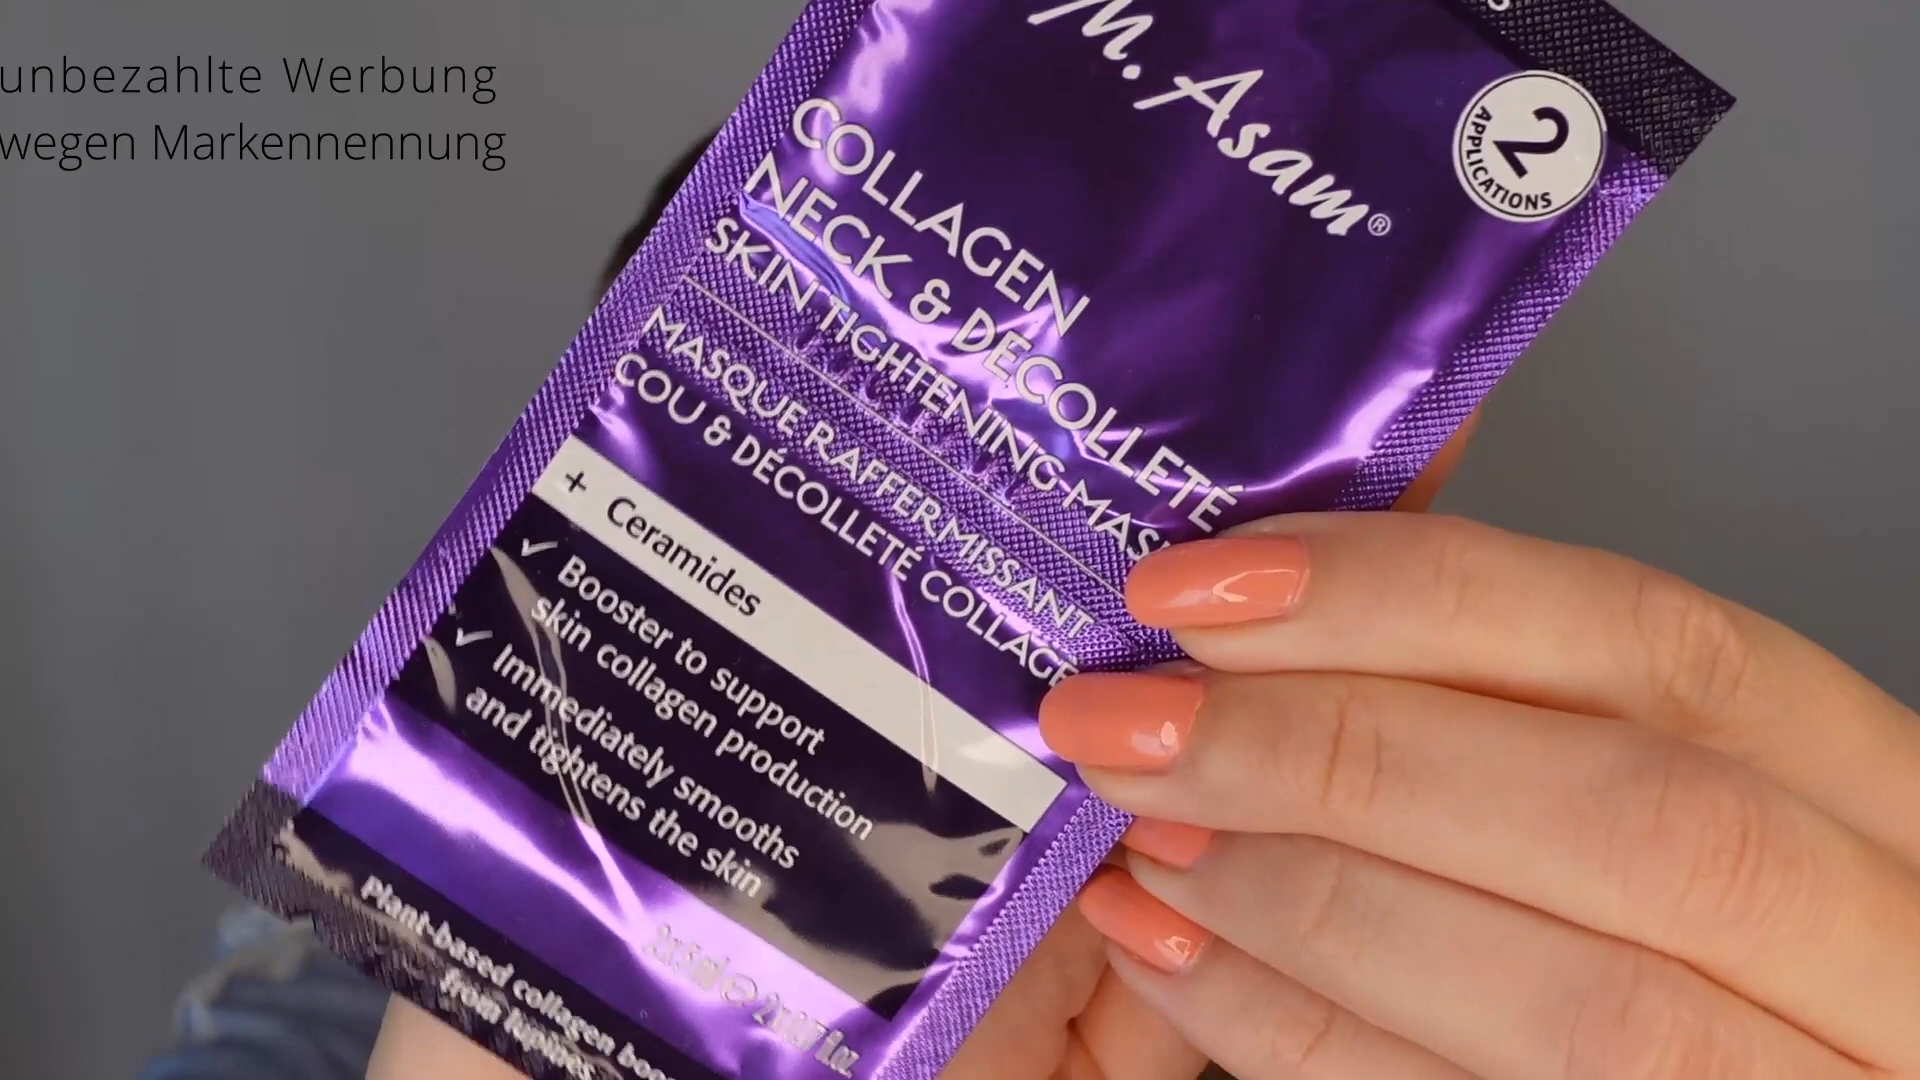 unbezahlte Werbung
wegen Markennennung
M. Asam®
2
APPLICATIONS
COLLAGEN
NECK & DÉCOLLETÉ
SKIN TIGHTENING MASK
MASQUE RAFFERMISSANT
COU & DÉCOLLETÉ COLLAGE
+ Ceramides
✓ Booster to support
skin collagen production
✓ Immediately smooths
and tightens the skin
Plant-based collagen boo
from lupines